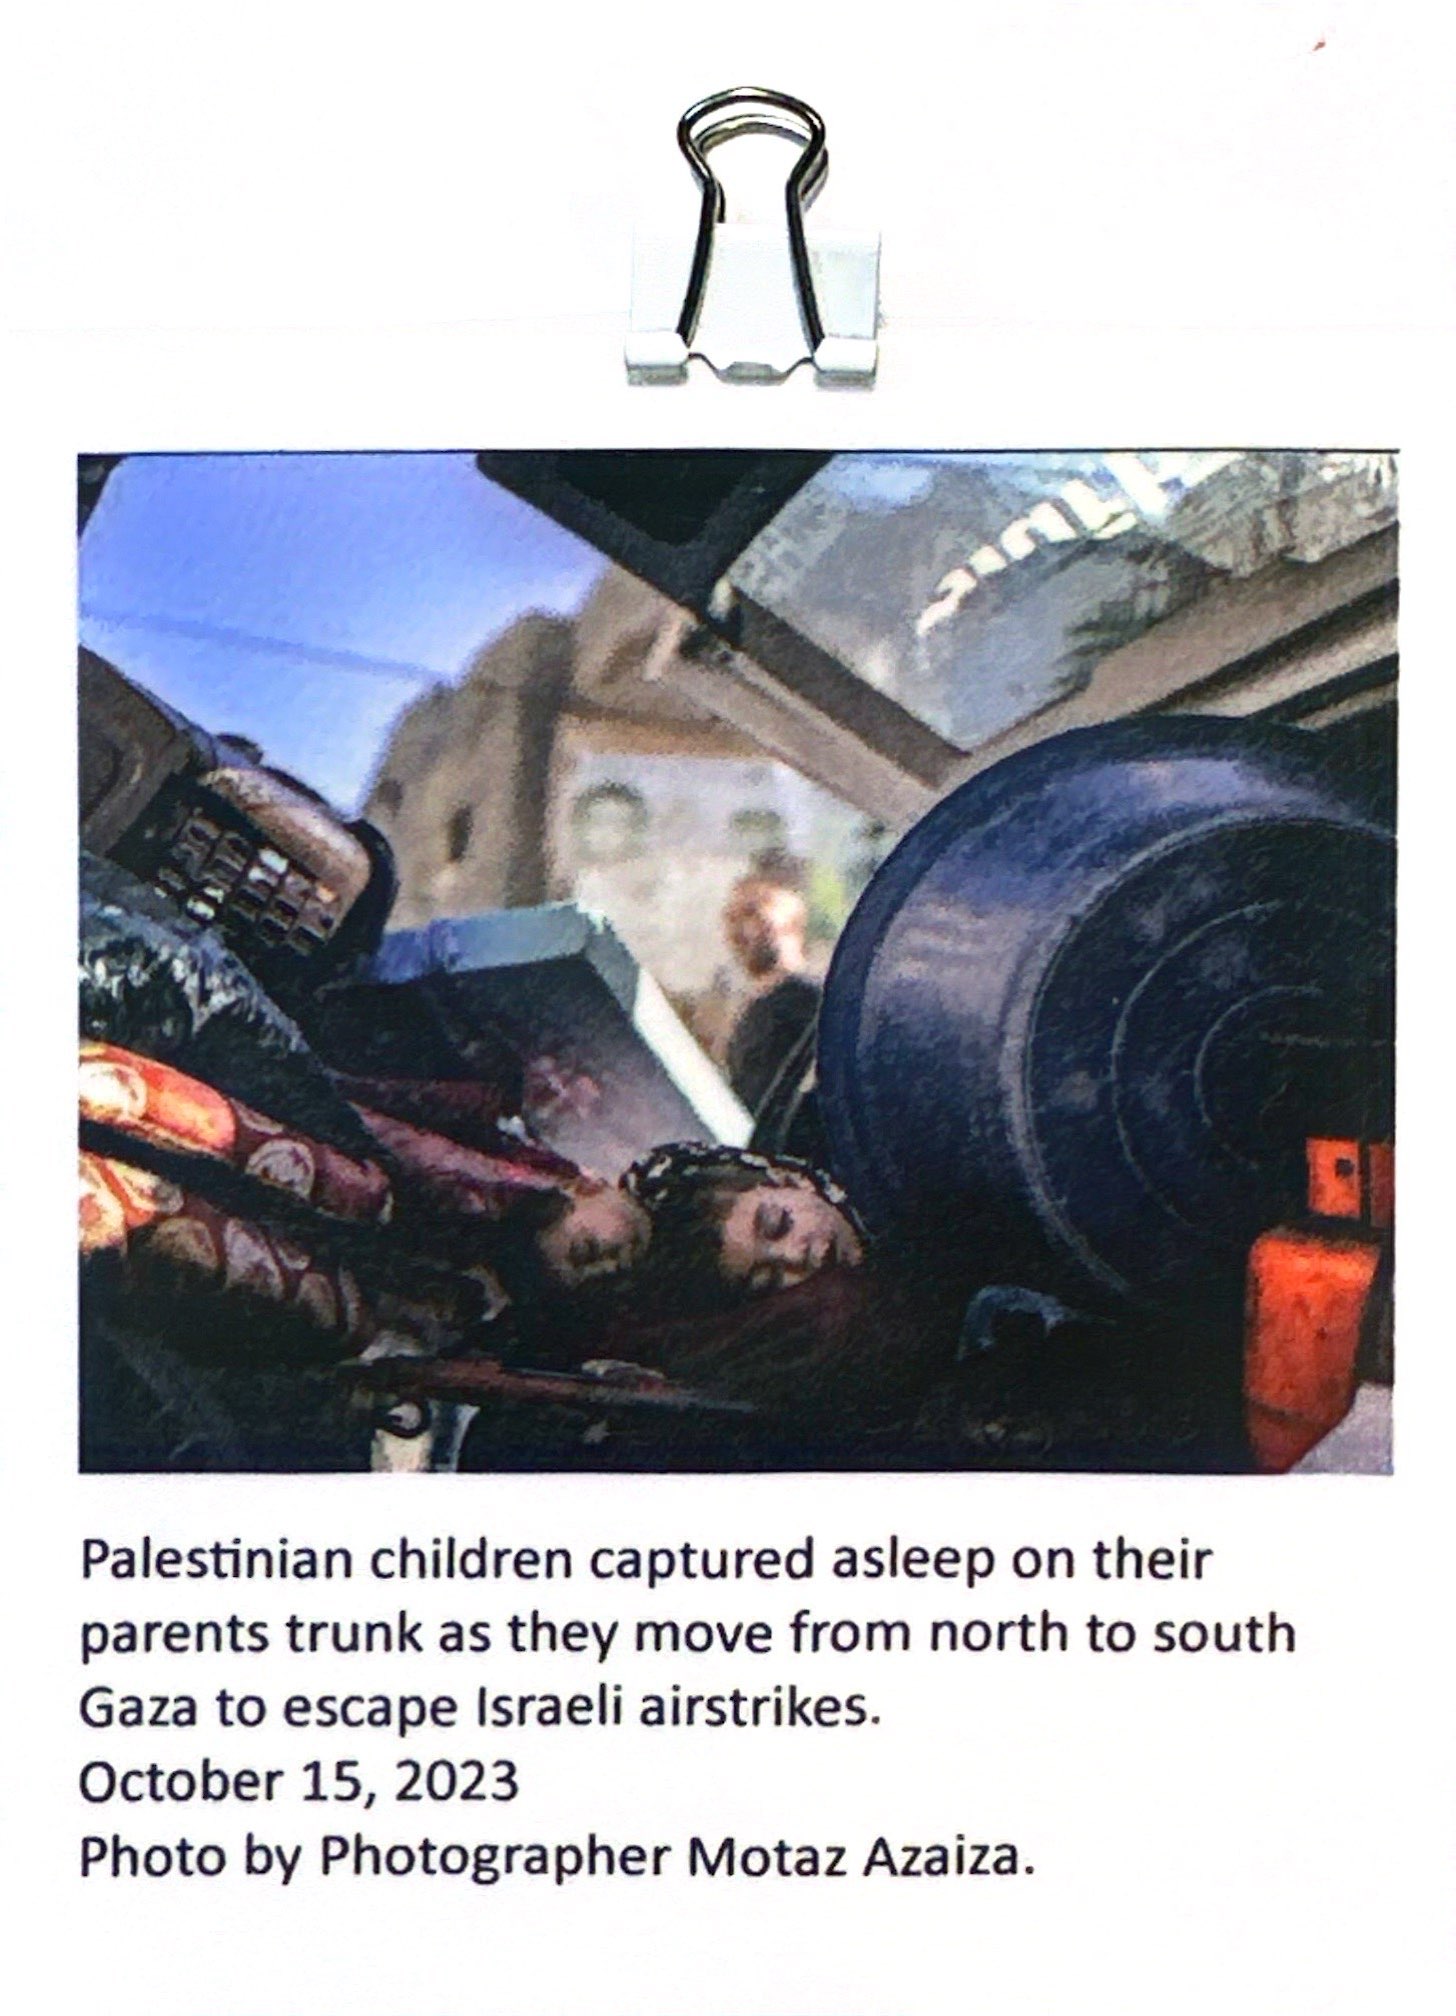 Palestinian children captured asleep on their
parents trunk as they move from north to south
Gaza to escape Israeli airstrikes.
October 15, 2023
Photo by Photographer Motaz Azaiza.